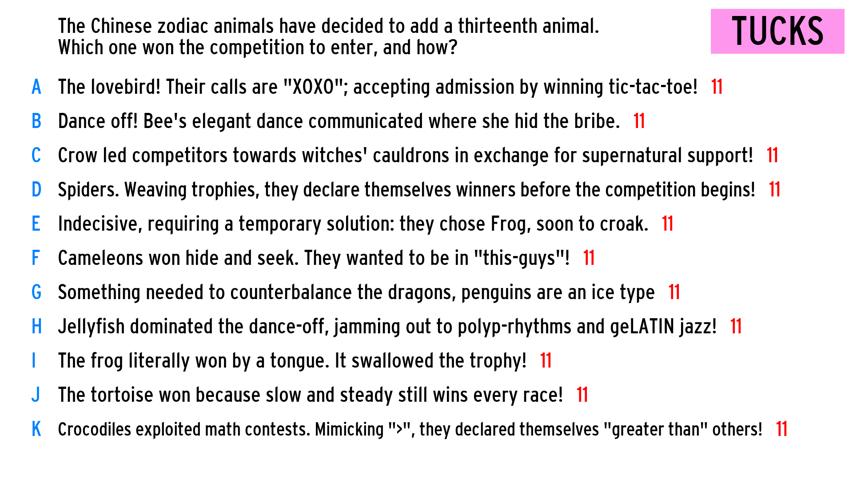 The Chinese zodiac animals have decided to add a thirteenth animal.
Which one won the competition to enter, and how?
TUCKS
A The lovebird! Their calls are "XOXO"; accepting admission by winning tic-tac-toe! 11
B Dance off! Bee's elegant dance communicated where she hid the bribe. 11
C Crow led competitors towards witches' cauldrons in exchange for supernatural support! 11
D Spiders. Weaving trophies, they declare themselves winners before the competition begins! 11
E Indecisive, requiring a temporary solution: they chose Frog, soon to croak. 11
F Cameleons won hide and seek. They wanted to be in "this-guys"! 11
G Something needed to counterbalance the dragons, penguins are an ice type 11
H Jellyfish dominated the dance-off, jamming out to polyp-rhythms and geLATIN jazz! 11
I The frog literally won by a tongue. It swallowed the trophy! 11
J The tortoise won because slow and steady still wins every race! 11
K Crocodiles exploited math contests. Mimicking ">", they declared themselves "greater than" others! 11